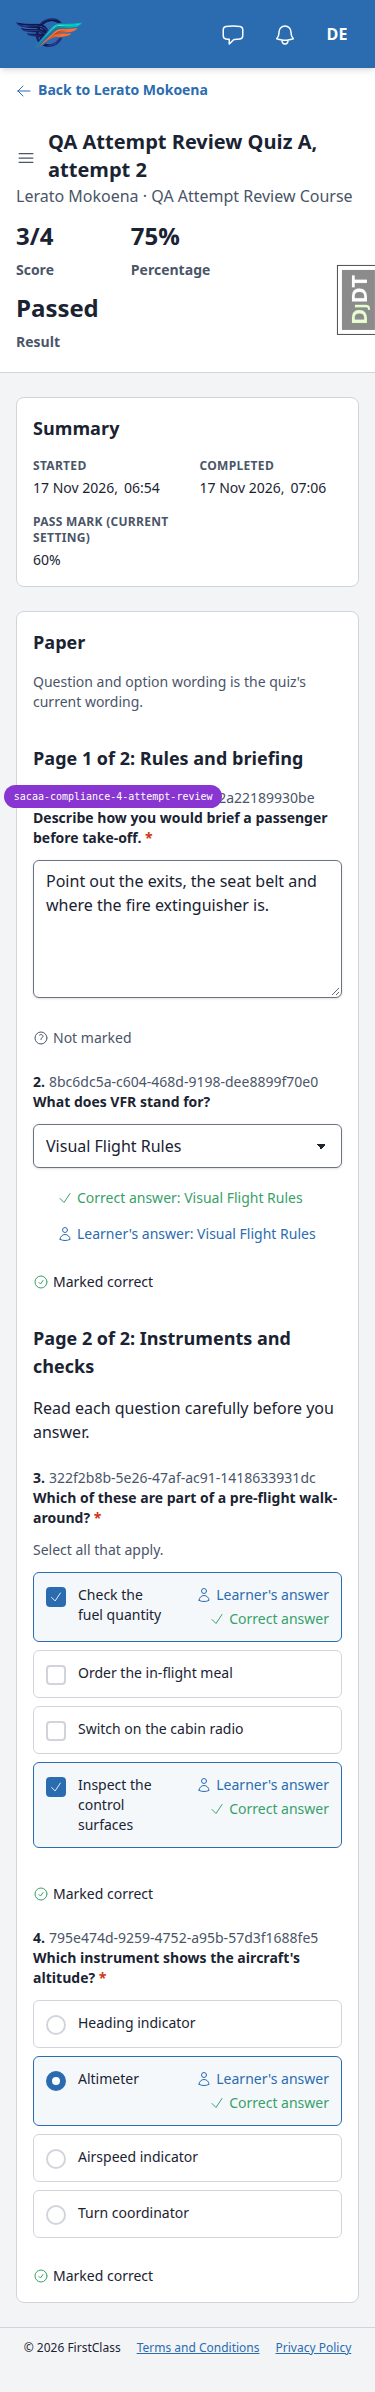 DE
Back to Lerato Mokoena
QA Attempt Review Quiz A,
attempt 2
Lerato Mokoena · QA Attempt Review Course
3/4 75%
Score Percentage
Passed
Result
DjDT
Summary
STARTED COMPLETED
17 Nov 2026, 06:54 17 Nov 2026, 07:06
PASS MARK (CURRENT
SETTING)
60%
Paper
Question and option wording is the quiz's
current wording.
Page 1 of 2: Rules and briefing
sacaa-compliance-4-attempt-review 2a22189930be
Describe how you would brief a passenger
before take-off. *
Point out the exits, the seat belt and
where the fire extinguisher is.
Not marked
2. 8bc6dc5a-c604-468d-9198-dee8899f70e0
What does VFR stand for?
Visual Flight Rules
Correct answer: Visual Flight Rules
Learner's answer: Visual Flight Rules
Marked correct
Page 2 of 2: Instruments and
checks
Read each question carefully before you
answer.
3. 322f2b8b-5e26-47af-ac91-1418633931dc
Which of these are part of a pre-flight walk-
around? *
Select all that apply.
Check the Learner's answer
fuel quantity Correct answer
Order the in-flight meal
Switch on the cabin radio
Inspect the Learner's answer
control Correct answer
surfaces
Marked correct
4. 795e474d-9259-4752-a95b-57d3f1688fe5
Which instrument shows the aircraft's
altitude? *
Heading indicator
Altimeter Learner's answer
Correct answer
Airspeed indicator
Turn coordinator
Marked correct
© 2026 FirstClass Terms and Conditions Privacy Policy